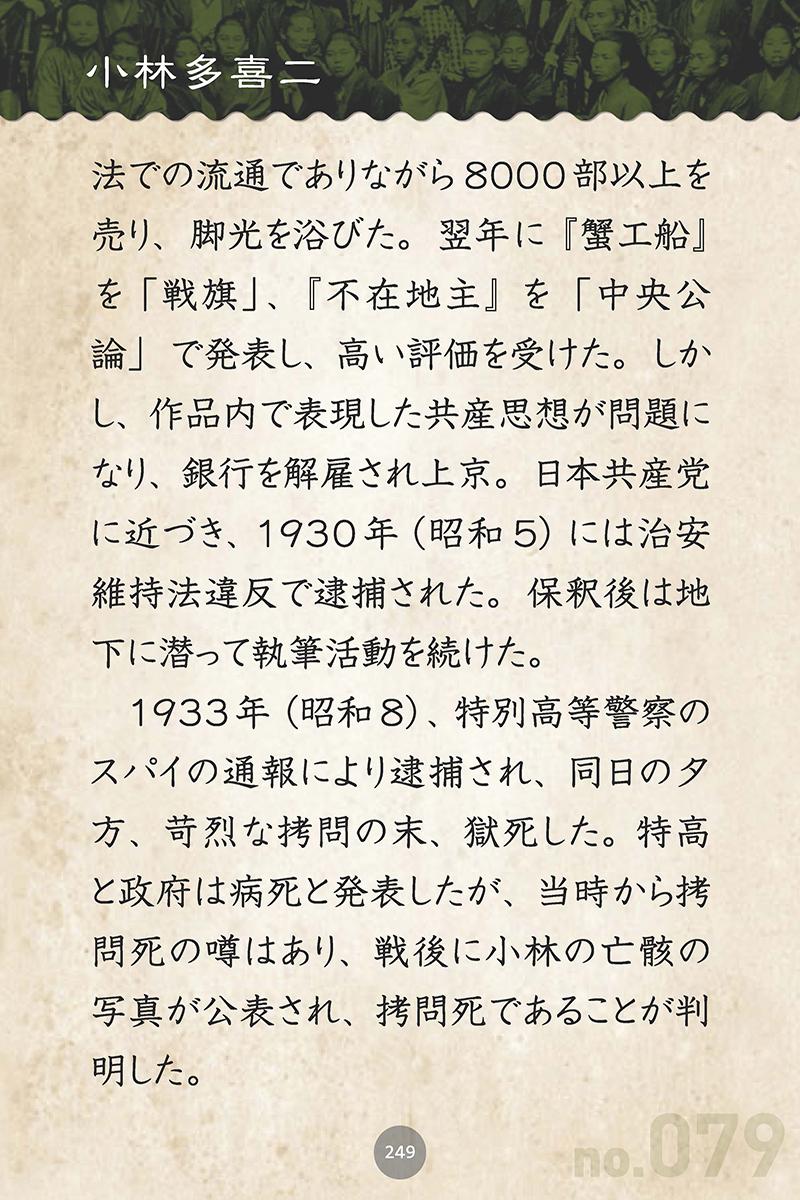 小林多喜二
法での流通でありながら8000部以上を
売り、脚光を浴びた。翌年に『蟹工船』
を「戦旗」、『不在地主』を「中央公
論」で発表し、高い評価を受けた。しか
し、作品内で表現した共産思想が問題に
なり、銀行を解雇され上京。日本共産党
に近づき、1930年（昭和5）には治安
維持法違反で逮捕された。保釈後は地
下に潜って執筆活動を続けた。
　1933年（昭和8）、特別高等警察の
スパイの通報により逮捕され、同日の夕
方、苛烈な拷問の末、獄死した。特高
と政府は病死と発表したが、当時から拷
問死の噂はあり、戦後に小林の亡骸の
写真が公表され、拷問死であることが判
明した。
249
no.079